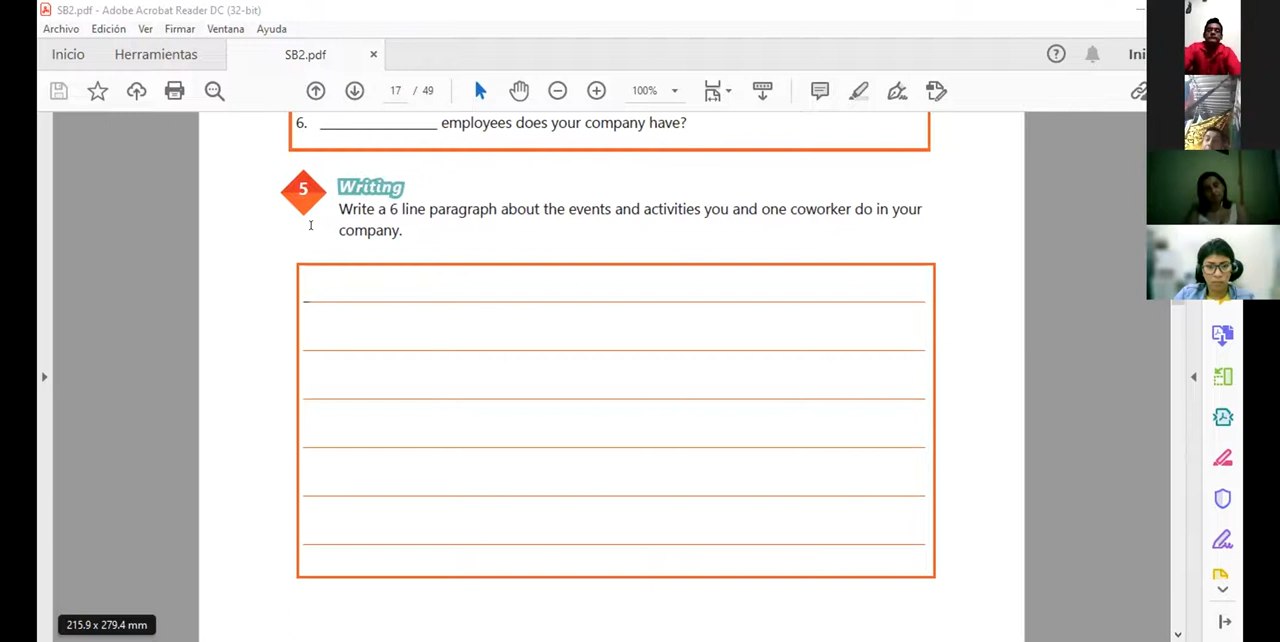 SB2.pdf - Adobe Acrobat Reader DC (32-bit)
Archivo Edición Ver Firmar Ventana Ayuda
Inicio Herramientas SB2.pdf × ? Ini
17 / 49 100%
6. ______________ employees does your company have?
5 Writing
Write a 6 line paragraph about the events and activities you and one coworker do in your
company.
215.9 x 279.4 mm